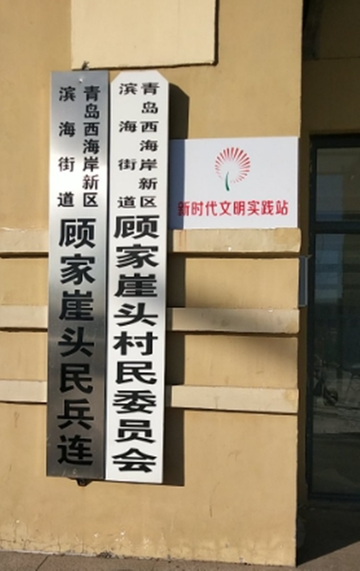 青岛西海岸新区
滨海街道
顾家崖头民兵连
青岛西海岸新区
滨海街道
顾家崖头村民委员会
新时代文明实践站